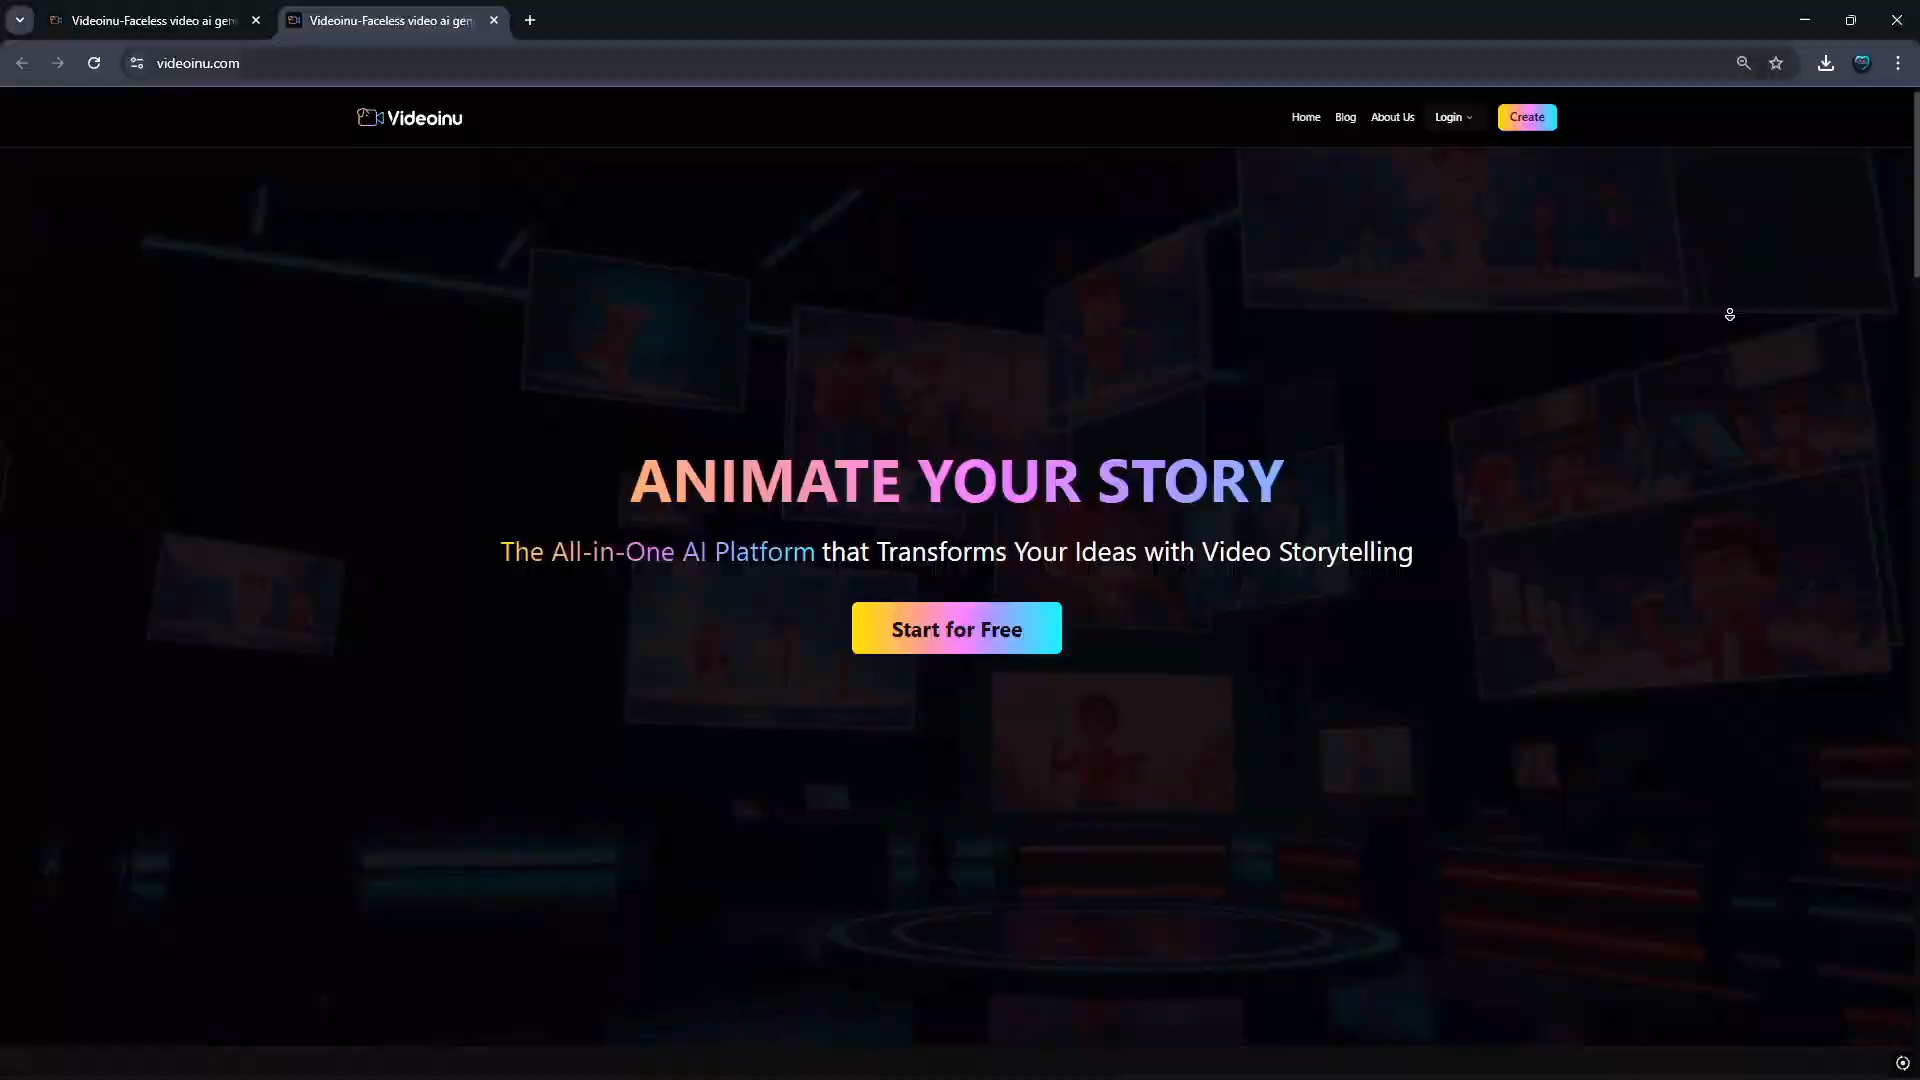 Videoinu-Faceless video ai gen
Videoinu-Faceless video ai gen
videoinu.com
Videoinu
Home
Blog
About Us
Login
Create
ANIMATE YOUR STORY
The All-in-One AI Platform that Transforms Your Ideas with Video Storytelling
Start for Free